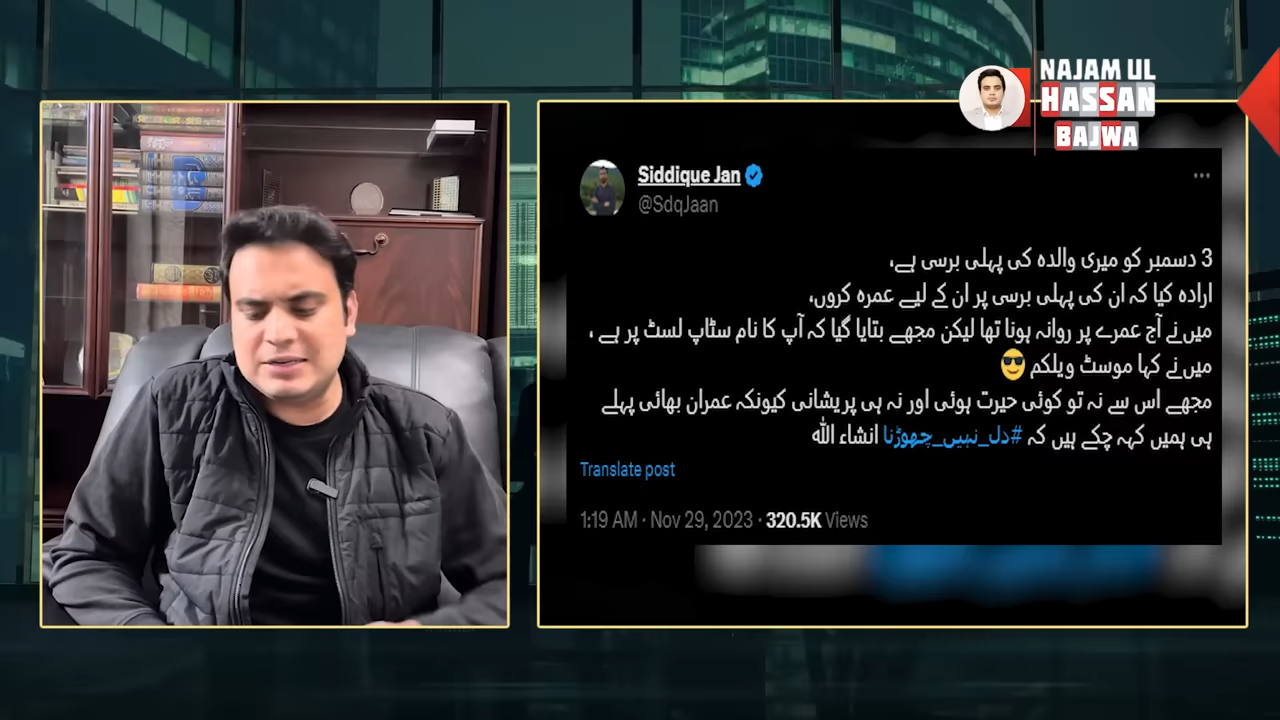 NAJAM UL
HASSAN
BAJWA
Siddique Jan
@SdqJaan
3 دسمبر کو میری والدہ کی پہلی برسی ہے،
ارادہ کیا کہ ان کی پہلی برسی پر ان کے لیے عمرہ کروں،
میں نے آج عمرے پر روانہ ہونا تھا لیکن مجھے بتایا گیا کہ آپ کا نام سٹاپ لسٹ پر ہے ،
میں نے کہا موسٹ ویلکم 😎
مجھے اس سے نہ تو کوئی حیرت ہوئی اور نہ ہی پریشانی کیونکہ عمران بھائی پہلے
ہی ہمیں کہہ چکے ہیں کہ #دل_نہیں_چھوڑنا انشاء اللہ
Translate post
1:19 AM · Nov 29, 2023 · 320.5K Views